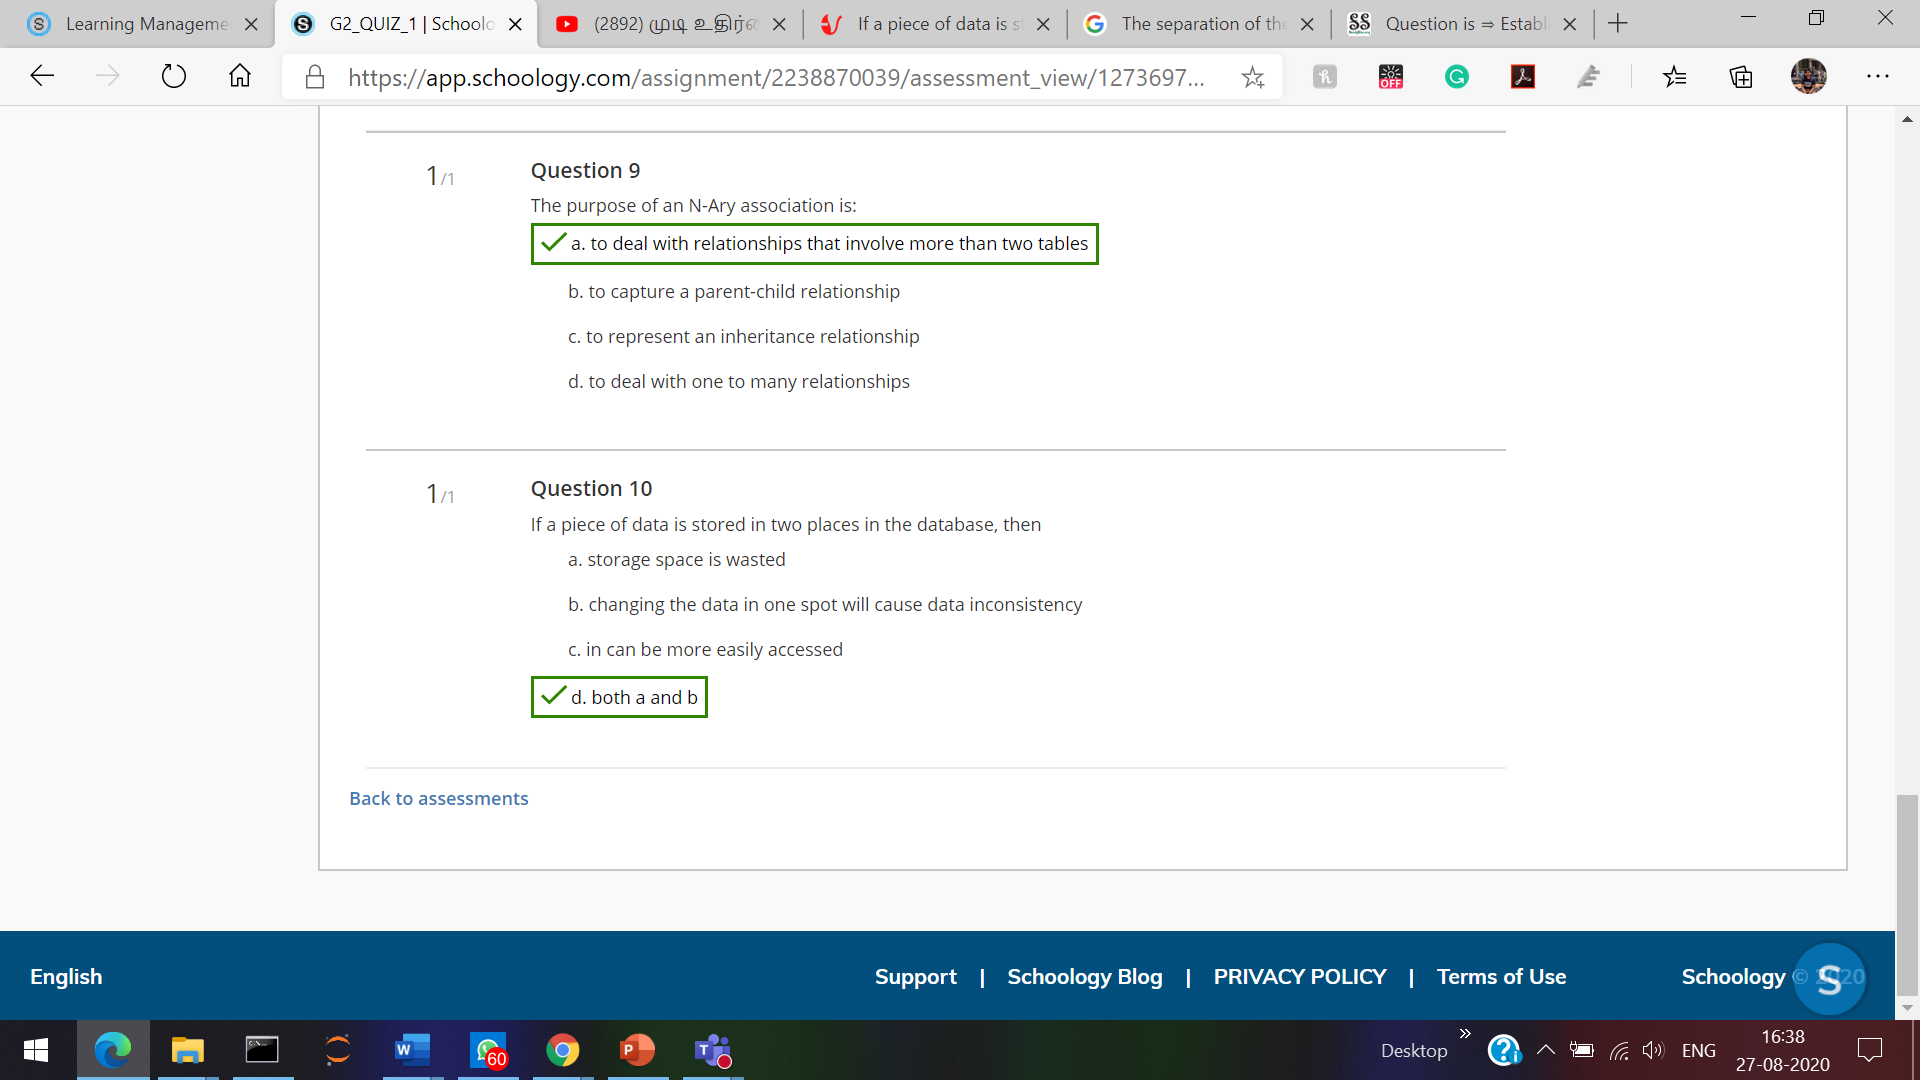 Learning Manageme
G2_QUIZ_1 | Schoolo
(2892) முடி உதிர்வை
If a piece of data is s
The separation of the
Question is ⇒ Establ
https://app.schoology.com/assignment/2238870039/assessment_view/1273697...
OFF
1/1
Question 9
The purpose of an N-Ary association is:
a. to deal with relationships that involve more than two tables
b. to capture a parent-child relationship
c. to represent an inheritance relationship
d. to deal with one to many relationships
1/1
Question 10
If a piece of data is stored in two places in the database, then
a. storage space is wasted
b. changing the data in one spot will cause data inconsistency
c. in can be more easily accessed
d. both a and b
Back to assessments
English
Support | Schoology Blog | PRIVACY POLICY | Terms of Use
Schoology © 2020
60
Desktop
ENG
16:38
27-08-2020